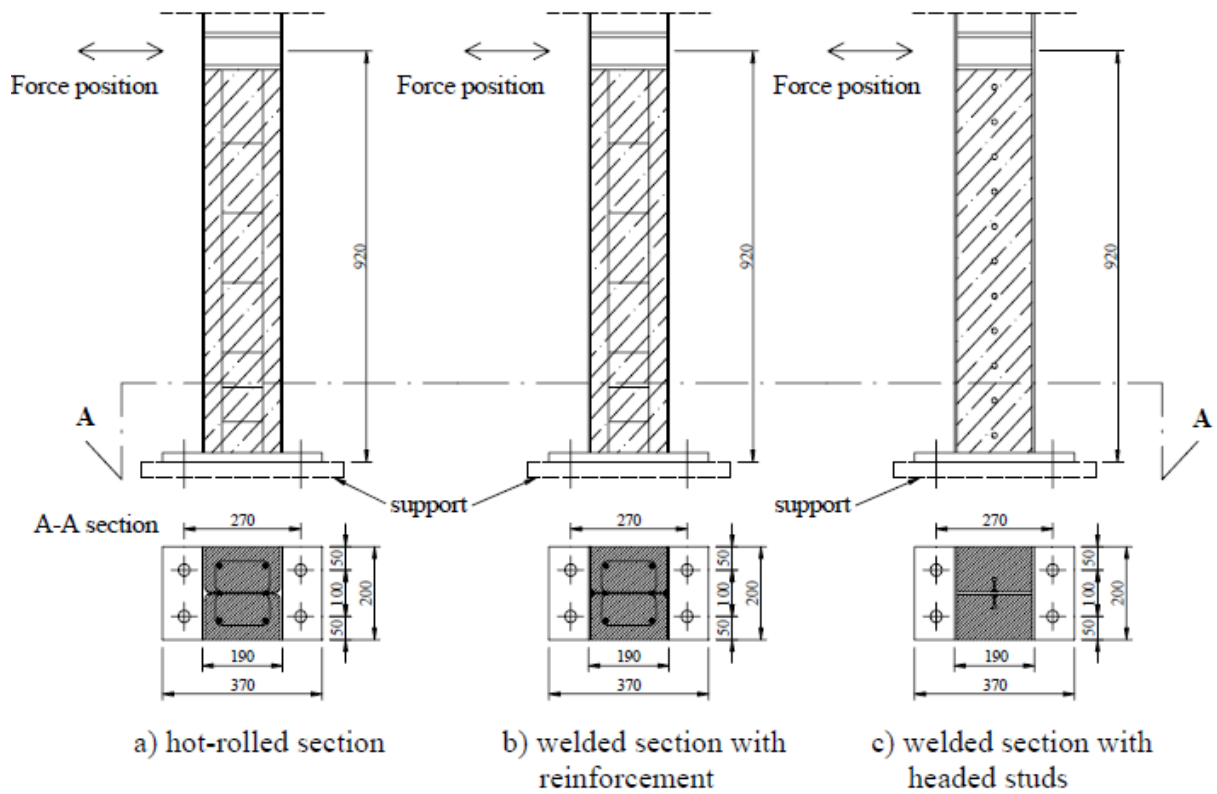 Force position
Force position
Force position
920
920
920
A
A
support
support
A-A section
270
50
100
50
200
190
370
270
50
100
50
200
190
370
270
50
100
50
200
190
370
a) hot-rolled section
b) welded section with
reinforcement
c) welded section with
headed studs